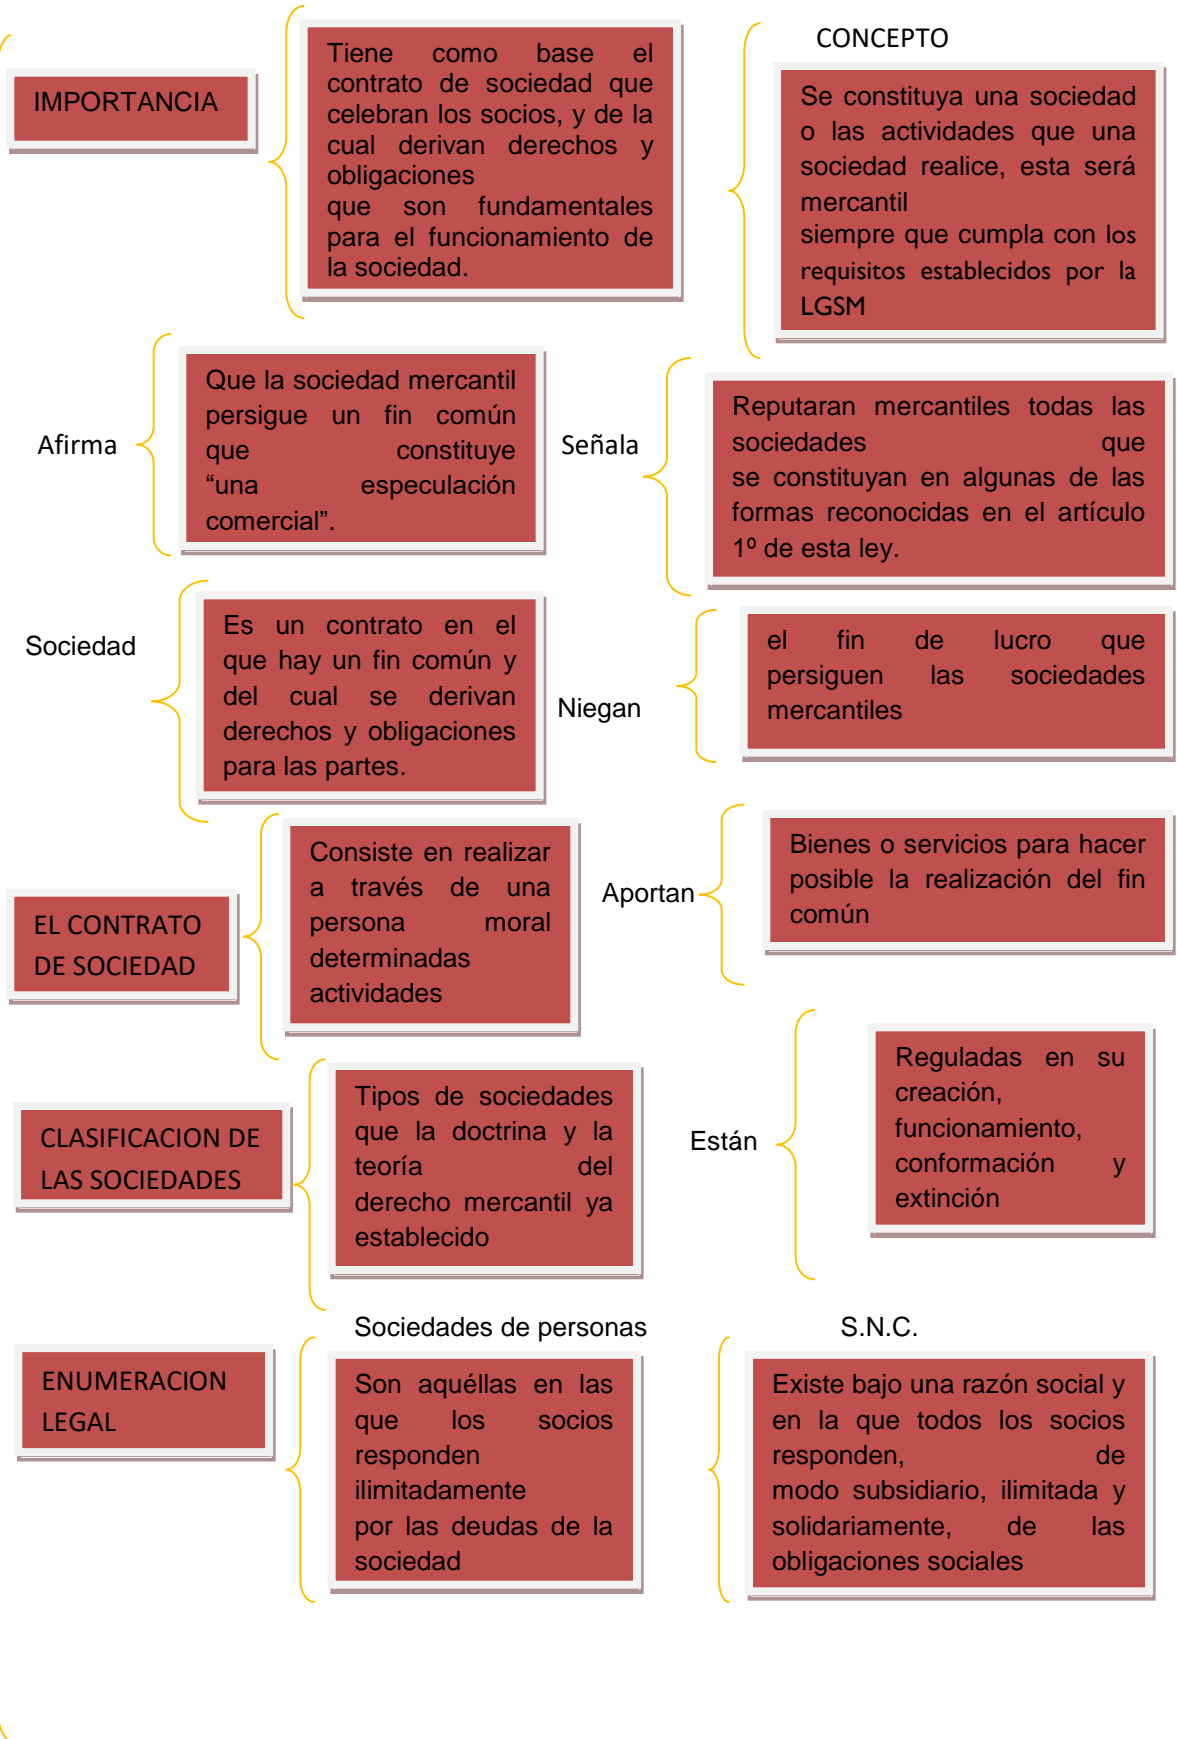 IMPORTANCIA
Tiene como base el
contrato de sociedad que
celebran los socios, y de la
cual derivan derechos y
obligaciones
que son fundamentales
para el funcionamiento de
la sociedad.
CONCEPTO
Se constituya una sociedad
o las actividades que una
sociedad realice, esta será
mercantil
siempre que cumpla con los
requisitos establecidos por la
LGSM
Afirma
Que la sociedad mercantil
persigue un fin común
que constituye
“una especulación
comercial”.
Señala
Reputaran mercantiles todas las
sociedades que
se constituyan en algunas de las
formas reconocidas en el artículo
1º de esta ley.
Sociedad
Es un contrato en el
que hay un fin común y
del cual se derivan
derechos y obligaciones
para las partes.
Niegan
el fin de lucro que
persiguen las sociedades
mercantiles
EL CONTRATO
DE SOCIEDAD
Consiste en realizar
a través de una
persona moral
determinadas
actividades
Aportan
Bienes o servicios para hacer
posible la realización del fin
común
CLASIFICACION DE
LAS SOCIEDADES
Tipos de sociedades
que la doctrina y la
teoría del
derecho mercantil ya
establecido
Están
Reguladas en su
creación,
funcionamiento,
conformación y
extinción
ENUMERACION
LEGAL
Sociedades de personas
Son aquéllas en las
que los socios
responden
ilimitadamente
por las deudas de la
sociedad
S.N.C.
Existe bajo una razón social y
en la que todos los socios
responden, de
modo subsidiario, ilimitada y
solidariamente, de las
obligaciones sociales